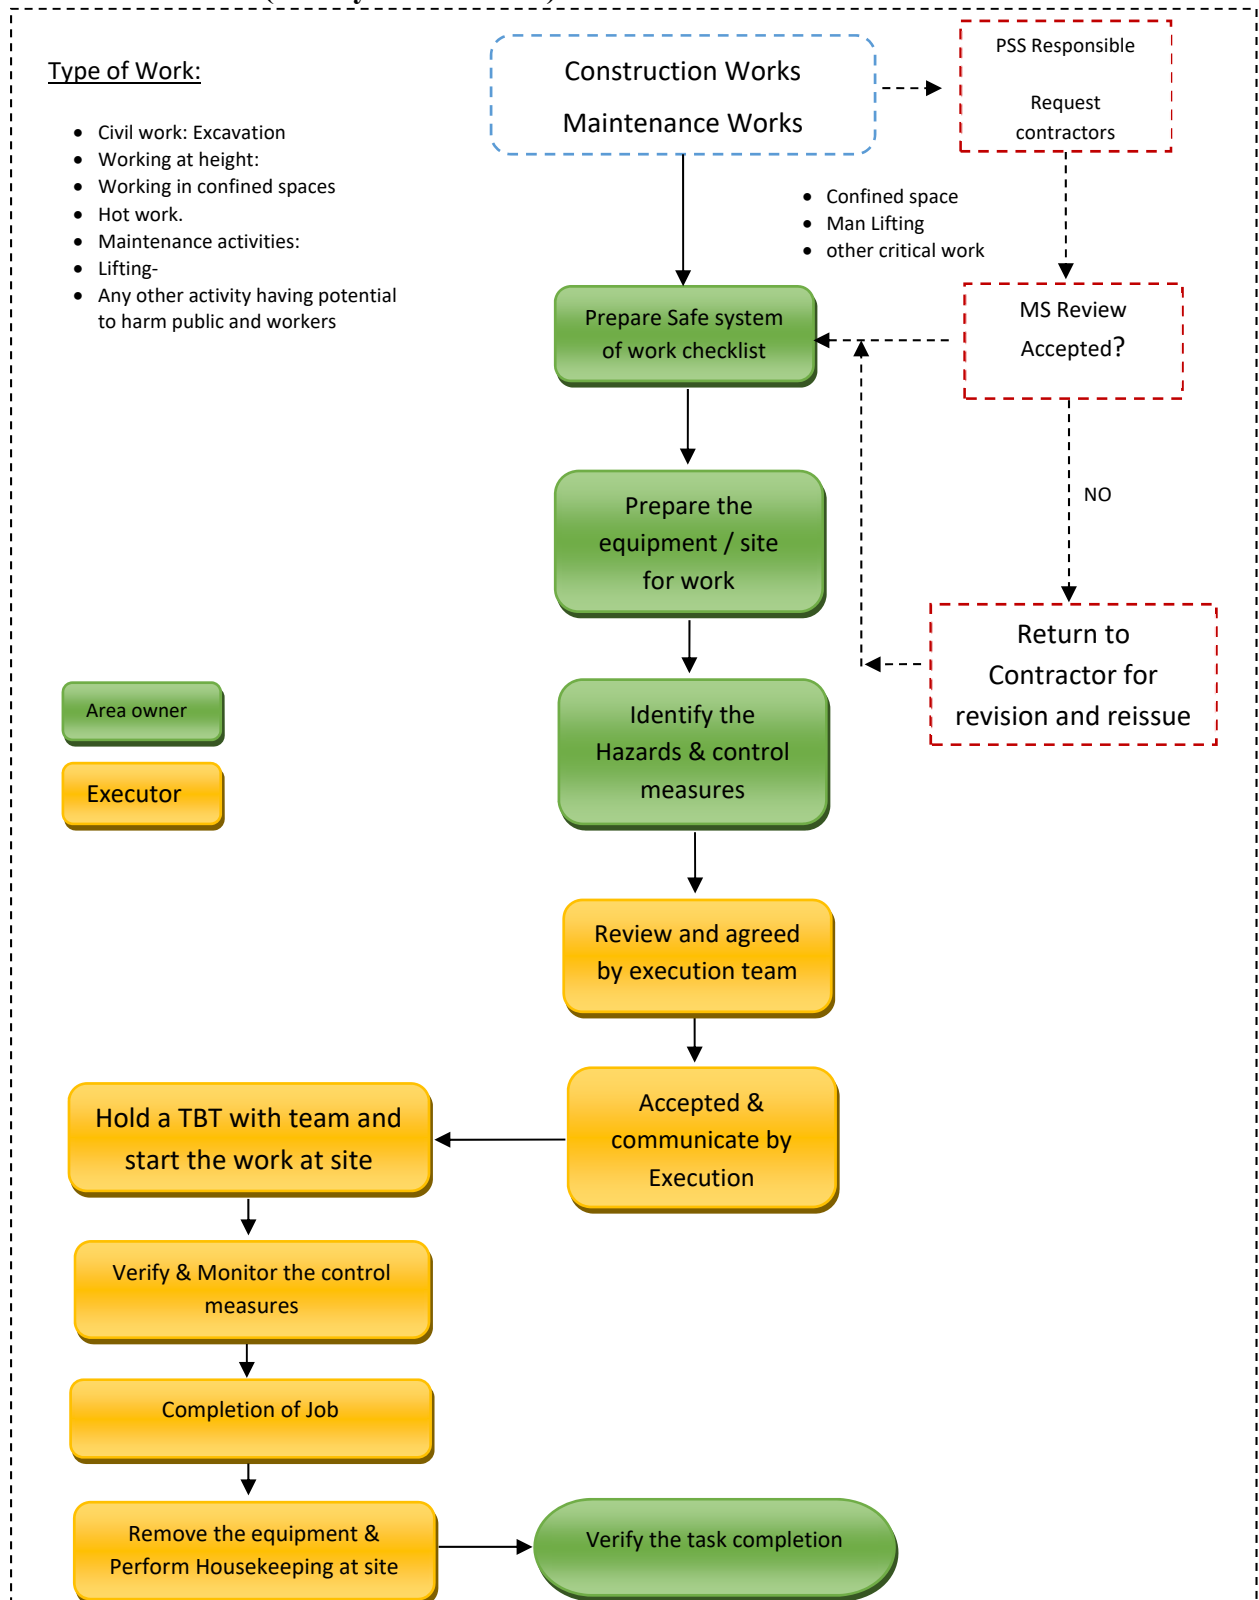 Type of Work:
• Civil work: Excavation
• Working at height:
• Working in confined spaces
• Hot work.
• Maintenance activities:
• Lifting-
• Any other activity having potential
to harm public and workers
Construction Works
Maintenance Works
PSS Responsible
Request
contractors
• Confined space
• Man Lifting
• other critical work
Prepare Safe system
of work checklist
MS Review
Accepted?
NO
Prepare the
equipment / site
for work
Return to
Contractor for
revision and reissue
Identify the
Hazards & control
measures
Area owner
Executor
Review and agreed
by execution team
Accepted &
communicate by
Execution
Hold a TBT with team and
start the work at site
Verify & Monitor the control
measures
Completion of Job
Remove the equipment &
Perform Housekeeping at site
Verify the task completion